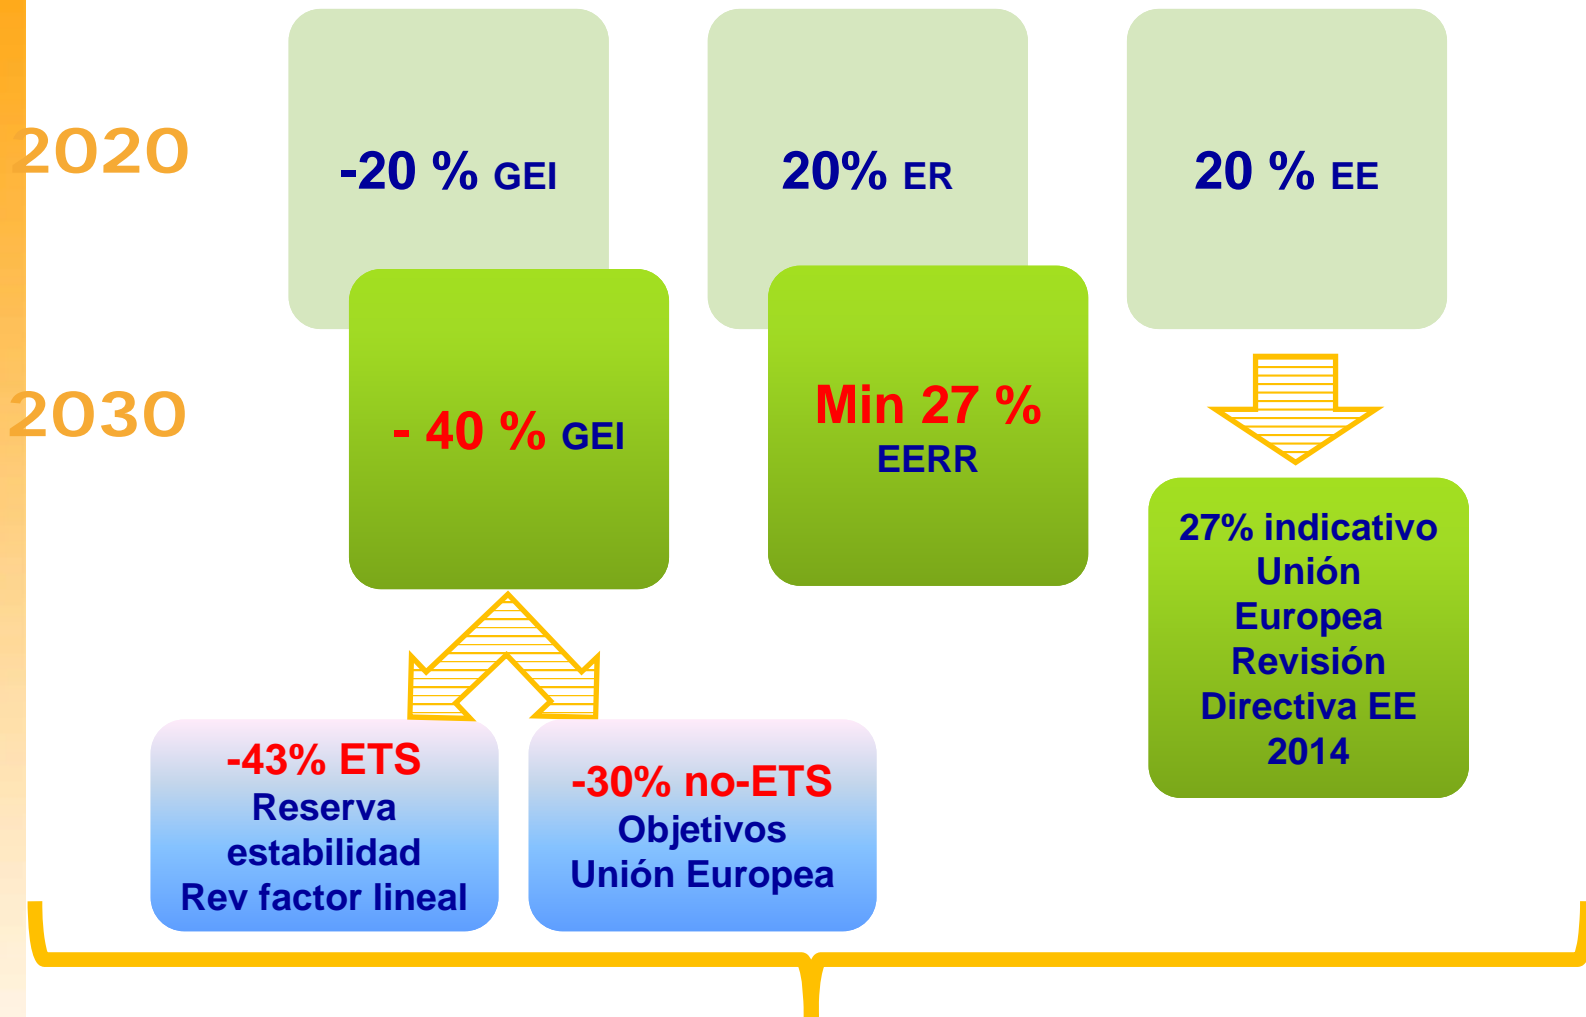 2020
-20 % GEI
20% ER
20 % EE
2030
- 40 % GEI
Min 27 %
EERR
27% indicativo
Unión
Europea
Revisión
Directiva EE
2014
-43% ETS
Reserva
estabilidad
Rev factor lineal
-30% no-ETS
Objetivos
Unión Europea